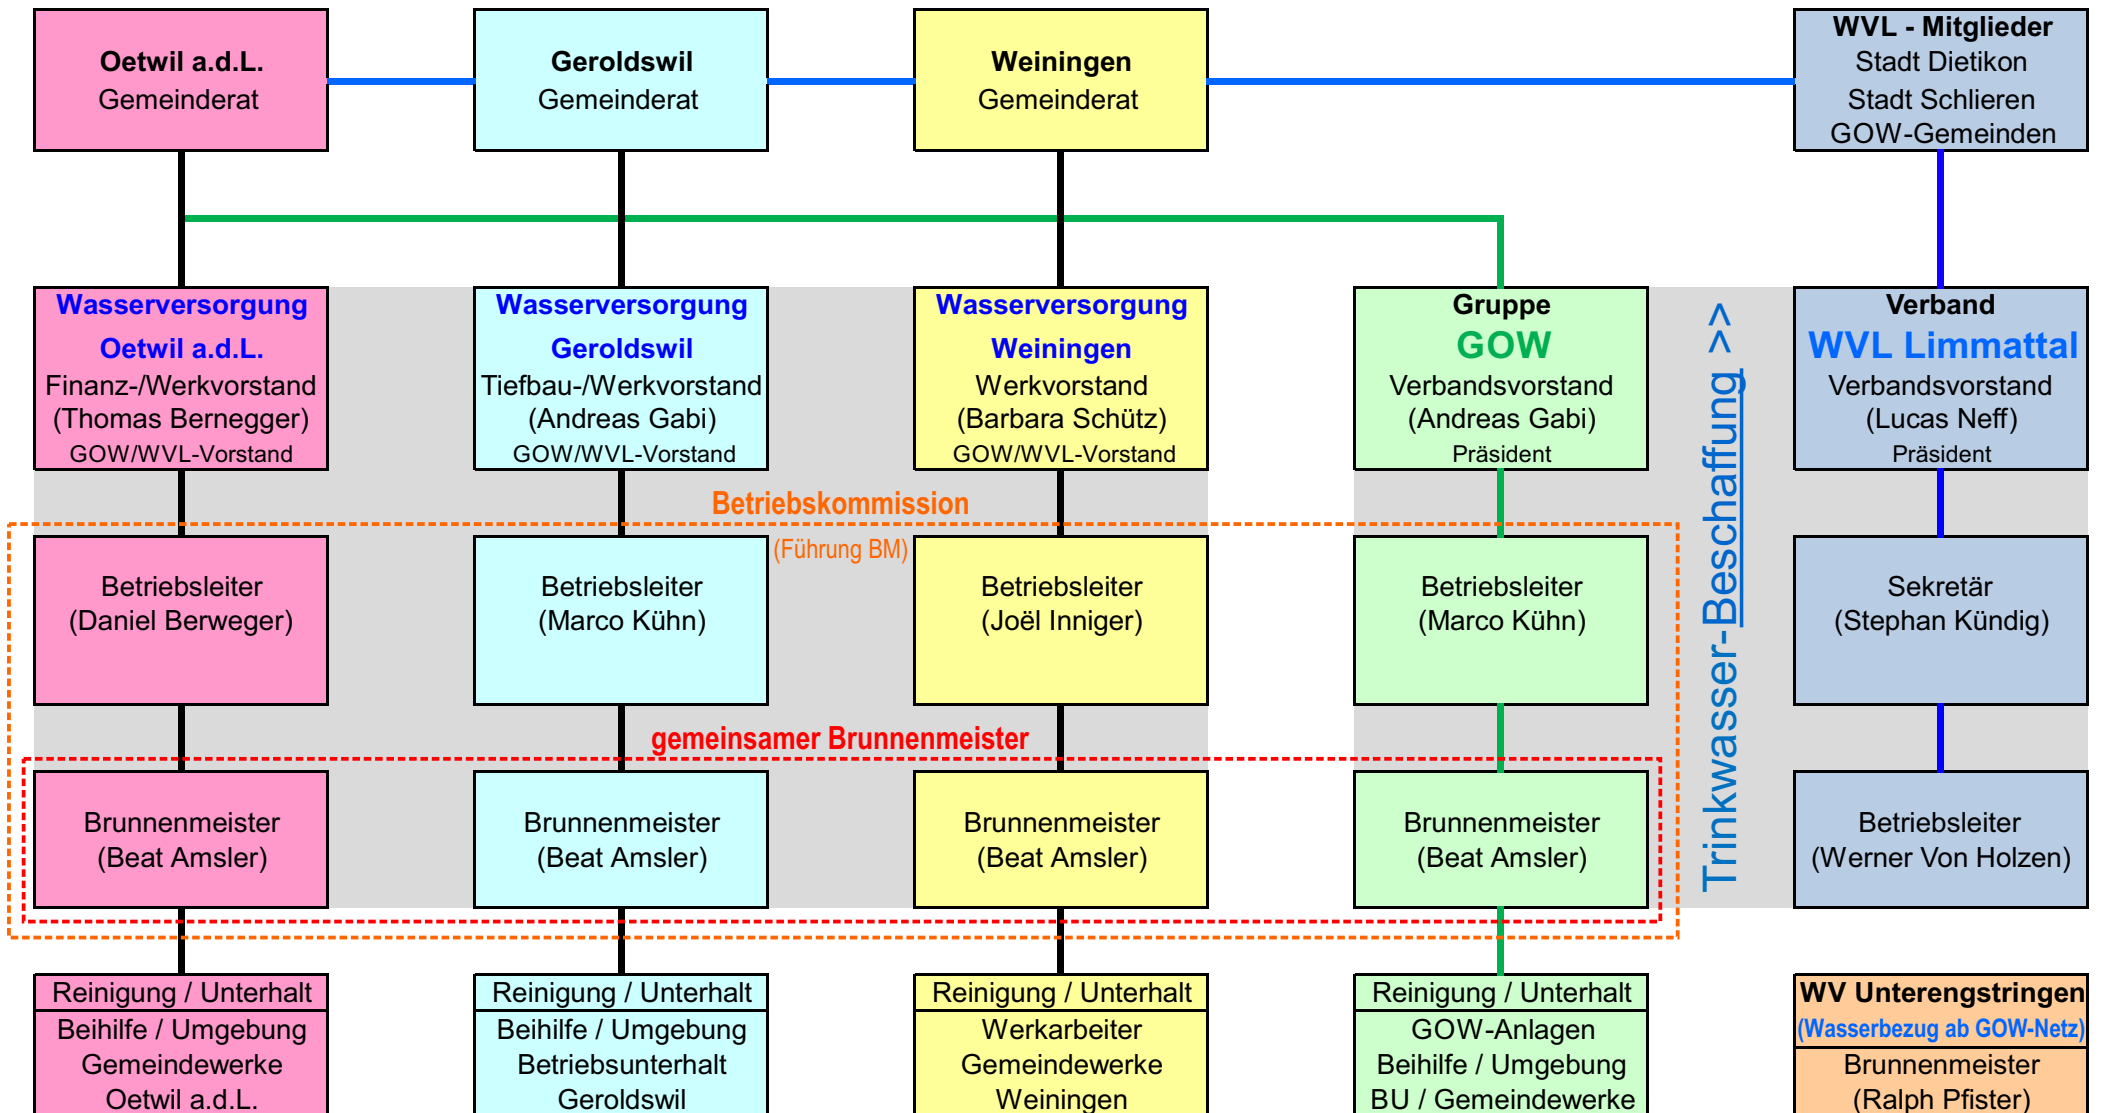 Oetwil a.d.L.
Gemeinderat
Geroldswil
Gemeinderat
Weiningen
Gemeinderat
WVL - Mitglieder
Stadt Dietikon
Stadt Schlieren
GOW-Gemeinden
Wasserversorgung
Oetwil a.d.L.
Finanz-/Werkvorstand
(Thomas Bernegger)
GOW/WVL-Vorstand
Wasserversorgung
Geroldswil
Tiefbau-/Werkvorstand
(Andreas Gabi)
GOW/WVL-Vorstand
Wasserversorgung
Weiningen
Werkvorstand
(Barbara Schütz)
GOW/WVL-Vorstand
Gruppe
GOW
Verbandsvorstand
(Andreas Gabi)
Präsident
Trinkwasser-Beschaffung >>
Verband
WVL Limmattal
Verbandsvorstand
(Lucas Neff)
Präsident
Betriebskommission
(Führung BM)
Betriebsleiter
(Daniel Berweger)
Betriebsleiter
(Marco Kühn)
Betriebsleiter
(Joël Inniger)
Betriebsleiter
(Marco Kühn)
Sekretär
(Stephan Kündig)
gemeinsamer Brunnenmeister
Brunnenmeister
(Beat Amsler)
Brunnenmeister
(Beat Amsler)
Brunnenmeister
(Beat Amsler)
Brunnenmeister
(Beat Amsler)
Betriebsleiter
(Werner Von Holzen)
Reinigung / Unterhalt
Beihilfe / Umgebung
Gemeindewerke
Oetwil a.d.L.
Reinigung / Unterhalt
Beihilfe / Umgebung
Betriebsunterhalt
Geroldswil
Reinigung / Unterhalt
Werkarbeiter
Gemeindewerke
Weiningen
Reinigung / Unterhalt
GOW-Anlagen
Beihilfe / Umgebung
BU / Gemeindewerke
WV Unterengstringen
(Wasserbezug ab GOW-Netz)
Brunnenmeister
(Ralph Pfister)